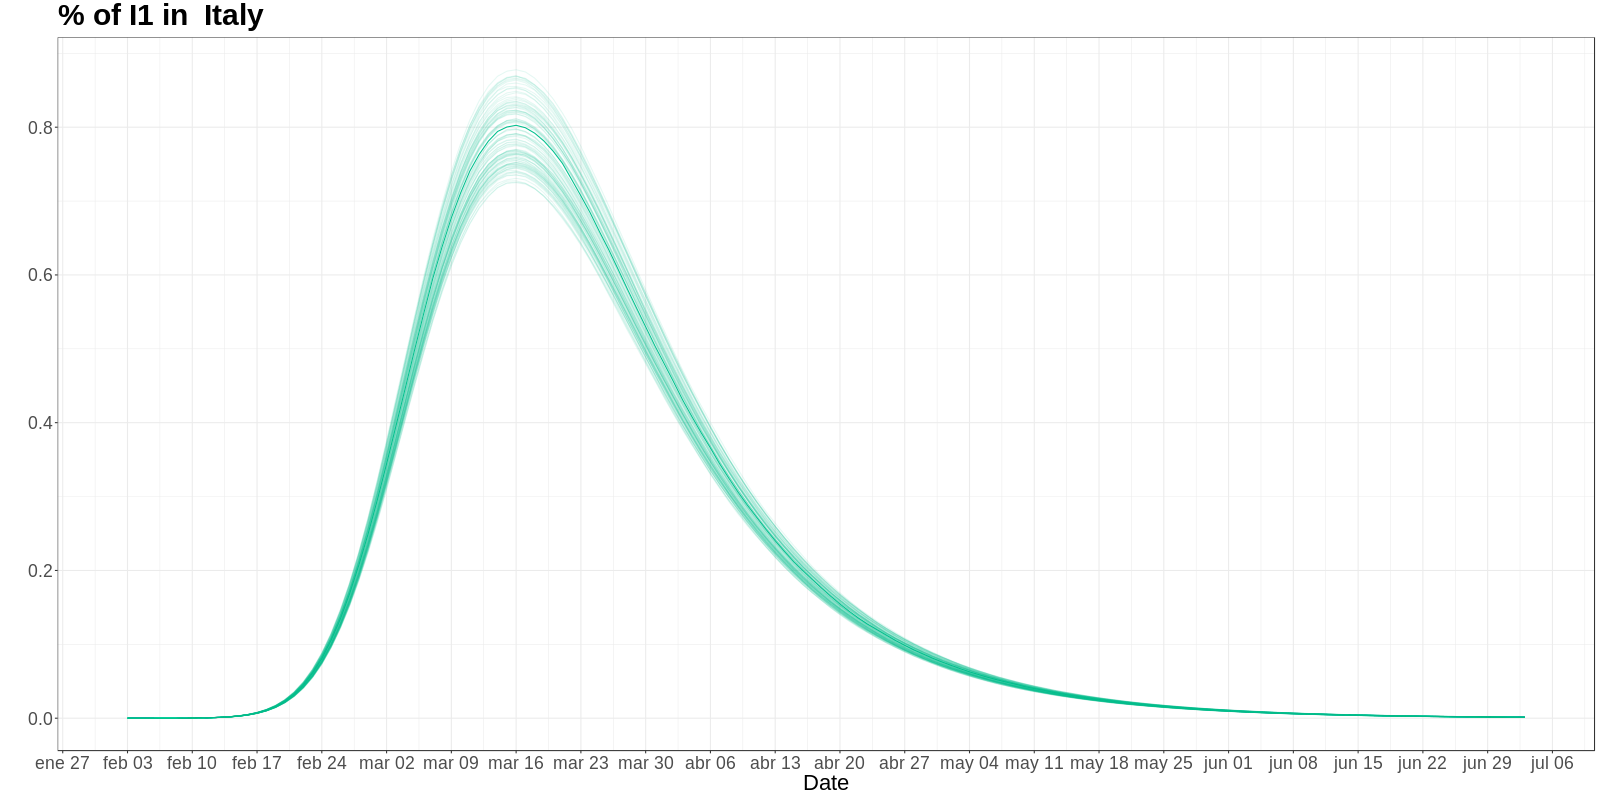 % of I1 in  Italy
0.8
0.6
0.4
0.2
0.0
ene 27 feb 03 feb 10 feb 17 feb 24 mar 02 mar 09 mar 16 mar 23 mar 30 abr 06 abr 13 abr 20 abr 27 may 04 may 11 may 18 may 25 jun 01 jun 08 jun 15 jun 22 jun 29 jul 06
Date